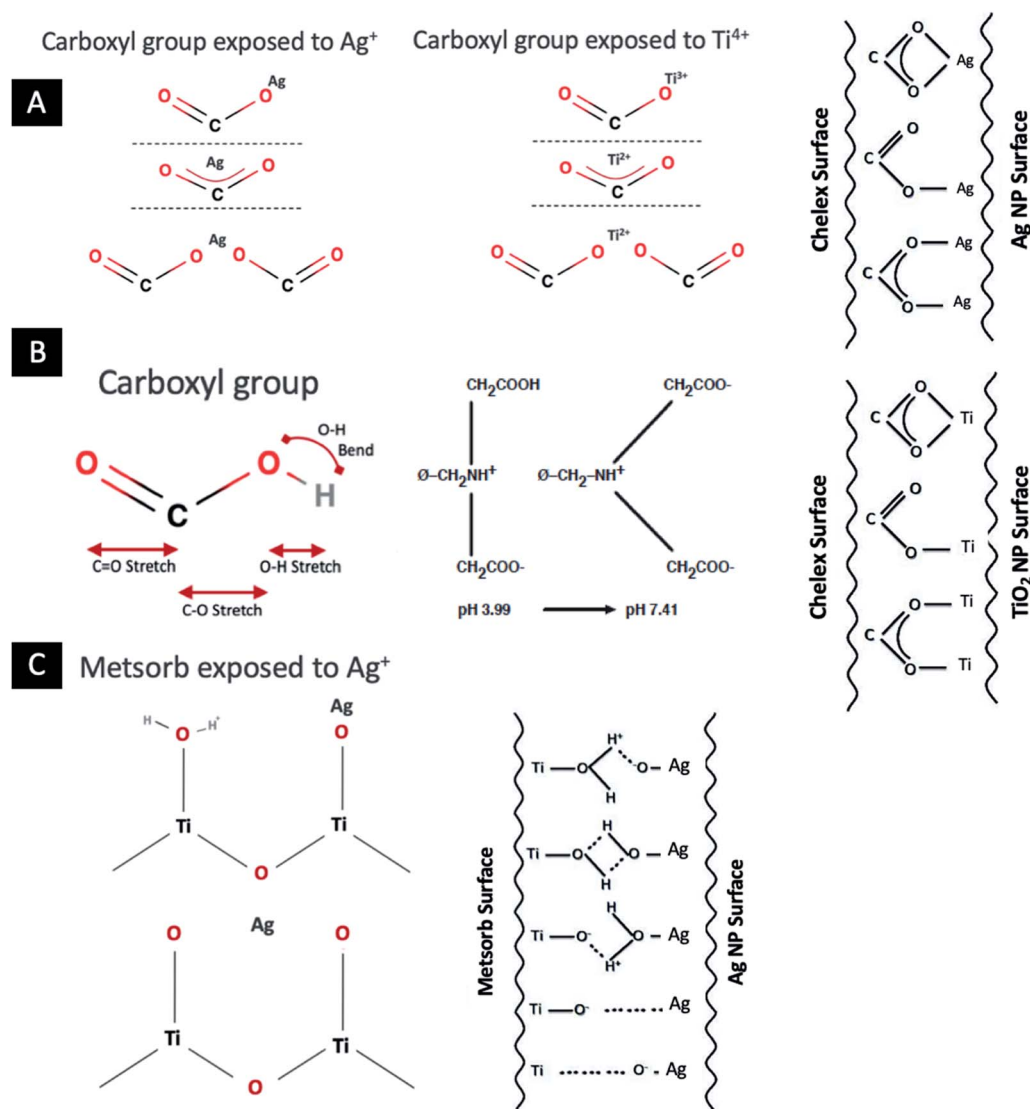 Carboxyl group exposed to Ag⁺
Carboxyl group exposed to Ti⁴⁺
A
O
Ag
O
C
O
Ag
O
C
O
O
Ag
O
O
C
C
O
Ti³⁺
O
C
O
Ti²⁺
O
C
O
O
Ti²⁺
O
O
C
C
Chelex Surface
Ag NP Surface
O
C
Ag
O
O
C
O
Ag
O
Ag
C
O
Ag
B
Carboxyl group
O-H
Bend
O
O
H
C
C=O Stretch
O-H Stretch
C-O Stretch
CH₂COOH
Ø–CH₂NH⁺
CH₂COO-
pH 3.99
CH₂COO-
Ø–CH₂–NH⁺
CH₂COO-
pH 7.41
Chelex Surface
TiO₂ NP Surface
O
C
Ti
O
O
C
O
Ti
O
Ti
C
O
Ti
C
Metsorb exposed to Ag⁺
H
H⁺
O
Ag
O
Ti
Ti
O
O
Ag
O
Ti
Ti
O
Metsorb Surface
Ag NP Surface
H⁺
Ti
O
⁻O
Ag
H
H
Ti
O
O
Ag
H
H
Ti
O⁻
O
Ag
H⁺
Ti
O⁻
Ag
Ti
O⁻
Ag